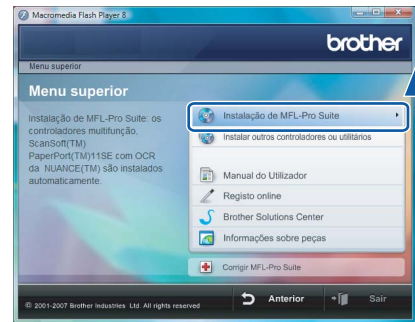 Macromedia Flash Player 8
brother
Menu superior
Menu superior
Instalação de MFL-Pro Suite: os
controladores multifunção,
ScanSoft(TM)
PaperPort(TM)11SE com OCR
da NUANCE(TM) são instalados
automaticamente.
Instalação de MFL-Pro Suite
Instalar outros controladores ou utilitários
Manual do Utilizador
Registo online
Brother Solutions Center
Informações sobre peças
Corrigir MFL-Pro Suite
© 2001-2007 Brother Industries Ltd. All rights reserved
Anterior
Sair